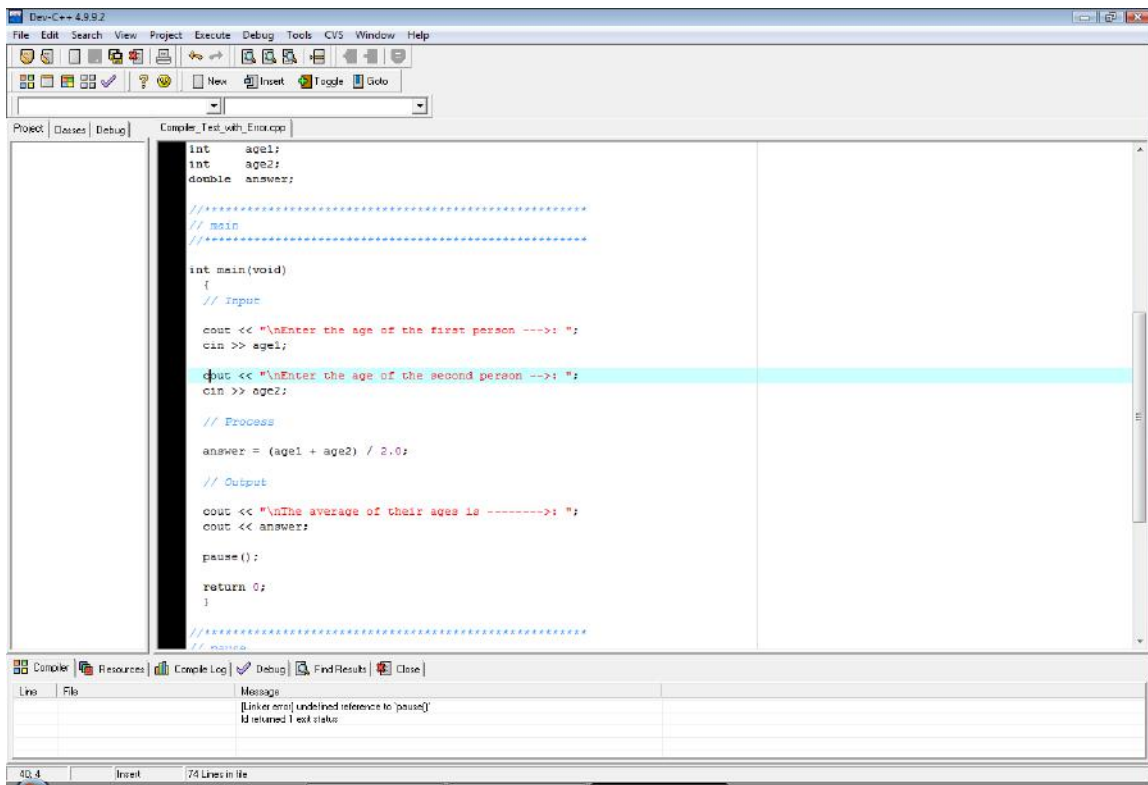 Dev-C++ 4.9.9.2
File Edit Search View Project Execute Debug Tools CVS Window Help
New Insert Toggle Goto
Project Classes Debug Compiler_Test_with_Error.cpp
int age1;
int age2;
double answer;
//******************************************************
// main
//******************************************************
int main(void)
{
// Input
cout << "\nEnter the age of the first person --->: ";
cin >> age1;
cout << "\nEnter the age of the second person -->: ";
cin >> age2;
// Process
answer = (age1 + age2) / 2.0;
// Output
cout << "\nThe average of their ages is -------->: ";
cout << answer;
pause();
return 0;
}
//******************************************************
// pause
Compiler Resources Compile Log Debug Find Results Close
Line File Message
[Linker error] undefined reference to `pause()'
ld returned 1 exit status
40: 4 Insert 74 Lines in file